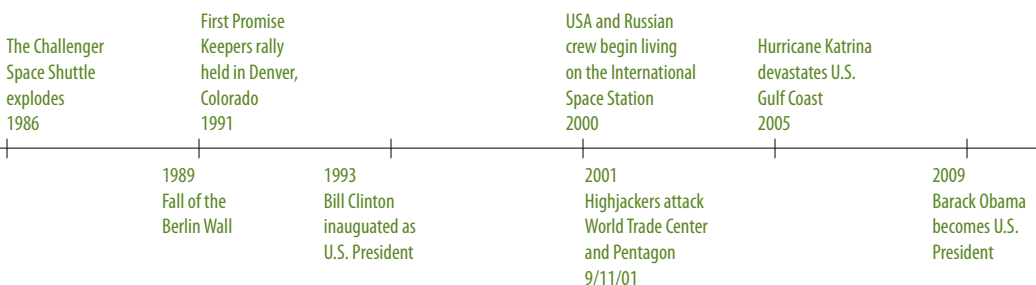 The Challenger
Space Shuttle
explodes
1986
First Promise
Keepers rally
held in Denver,
Colorado
1991
USA and Russian
crew begin living
on the International
Space Station
2000
Hurricane Katrina
devastates U.S.
Gulf Coast
2005
1989
Fall of the
Berlin Wall
1993
Bill Clinton
inauguated as
U.S. President
2001
Highjackers attack
World Trade Center
and Pentagon
9/11/01
2009
Barack Obama
becomes U.S.
President